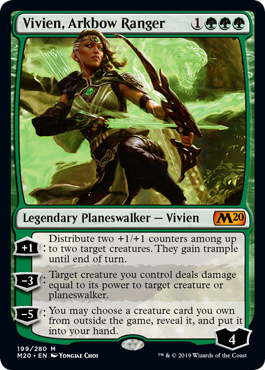 Vivien, Arkbow Ranger 1
Legendary Planeswalker — Vivien M20
+1: Distribute two +1/+1 counters among up
to two target creatures. They gain trample
until end of turn.
−3: Target creature you control deals damage
equal to its power to target creature or
planeswalker.
−5: You may choose a creature card you own
from outside the game, reveal it, and put it
into your hand.
4
199/280 M
M20 • EN YONGJAE CHOI
™ & © 2019 Wizards of the Coast